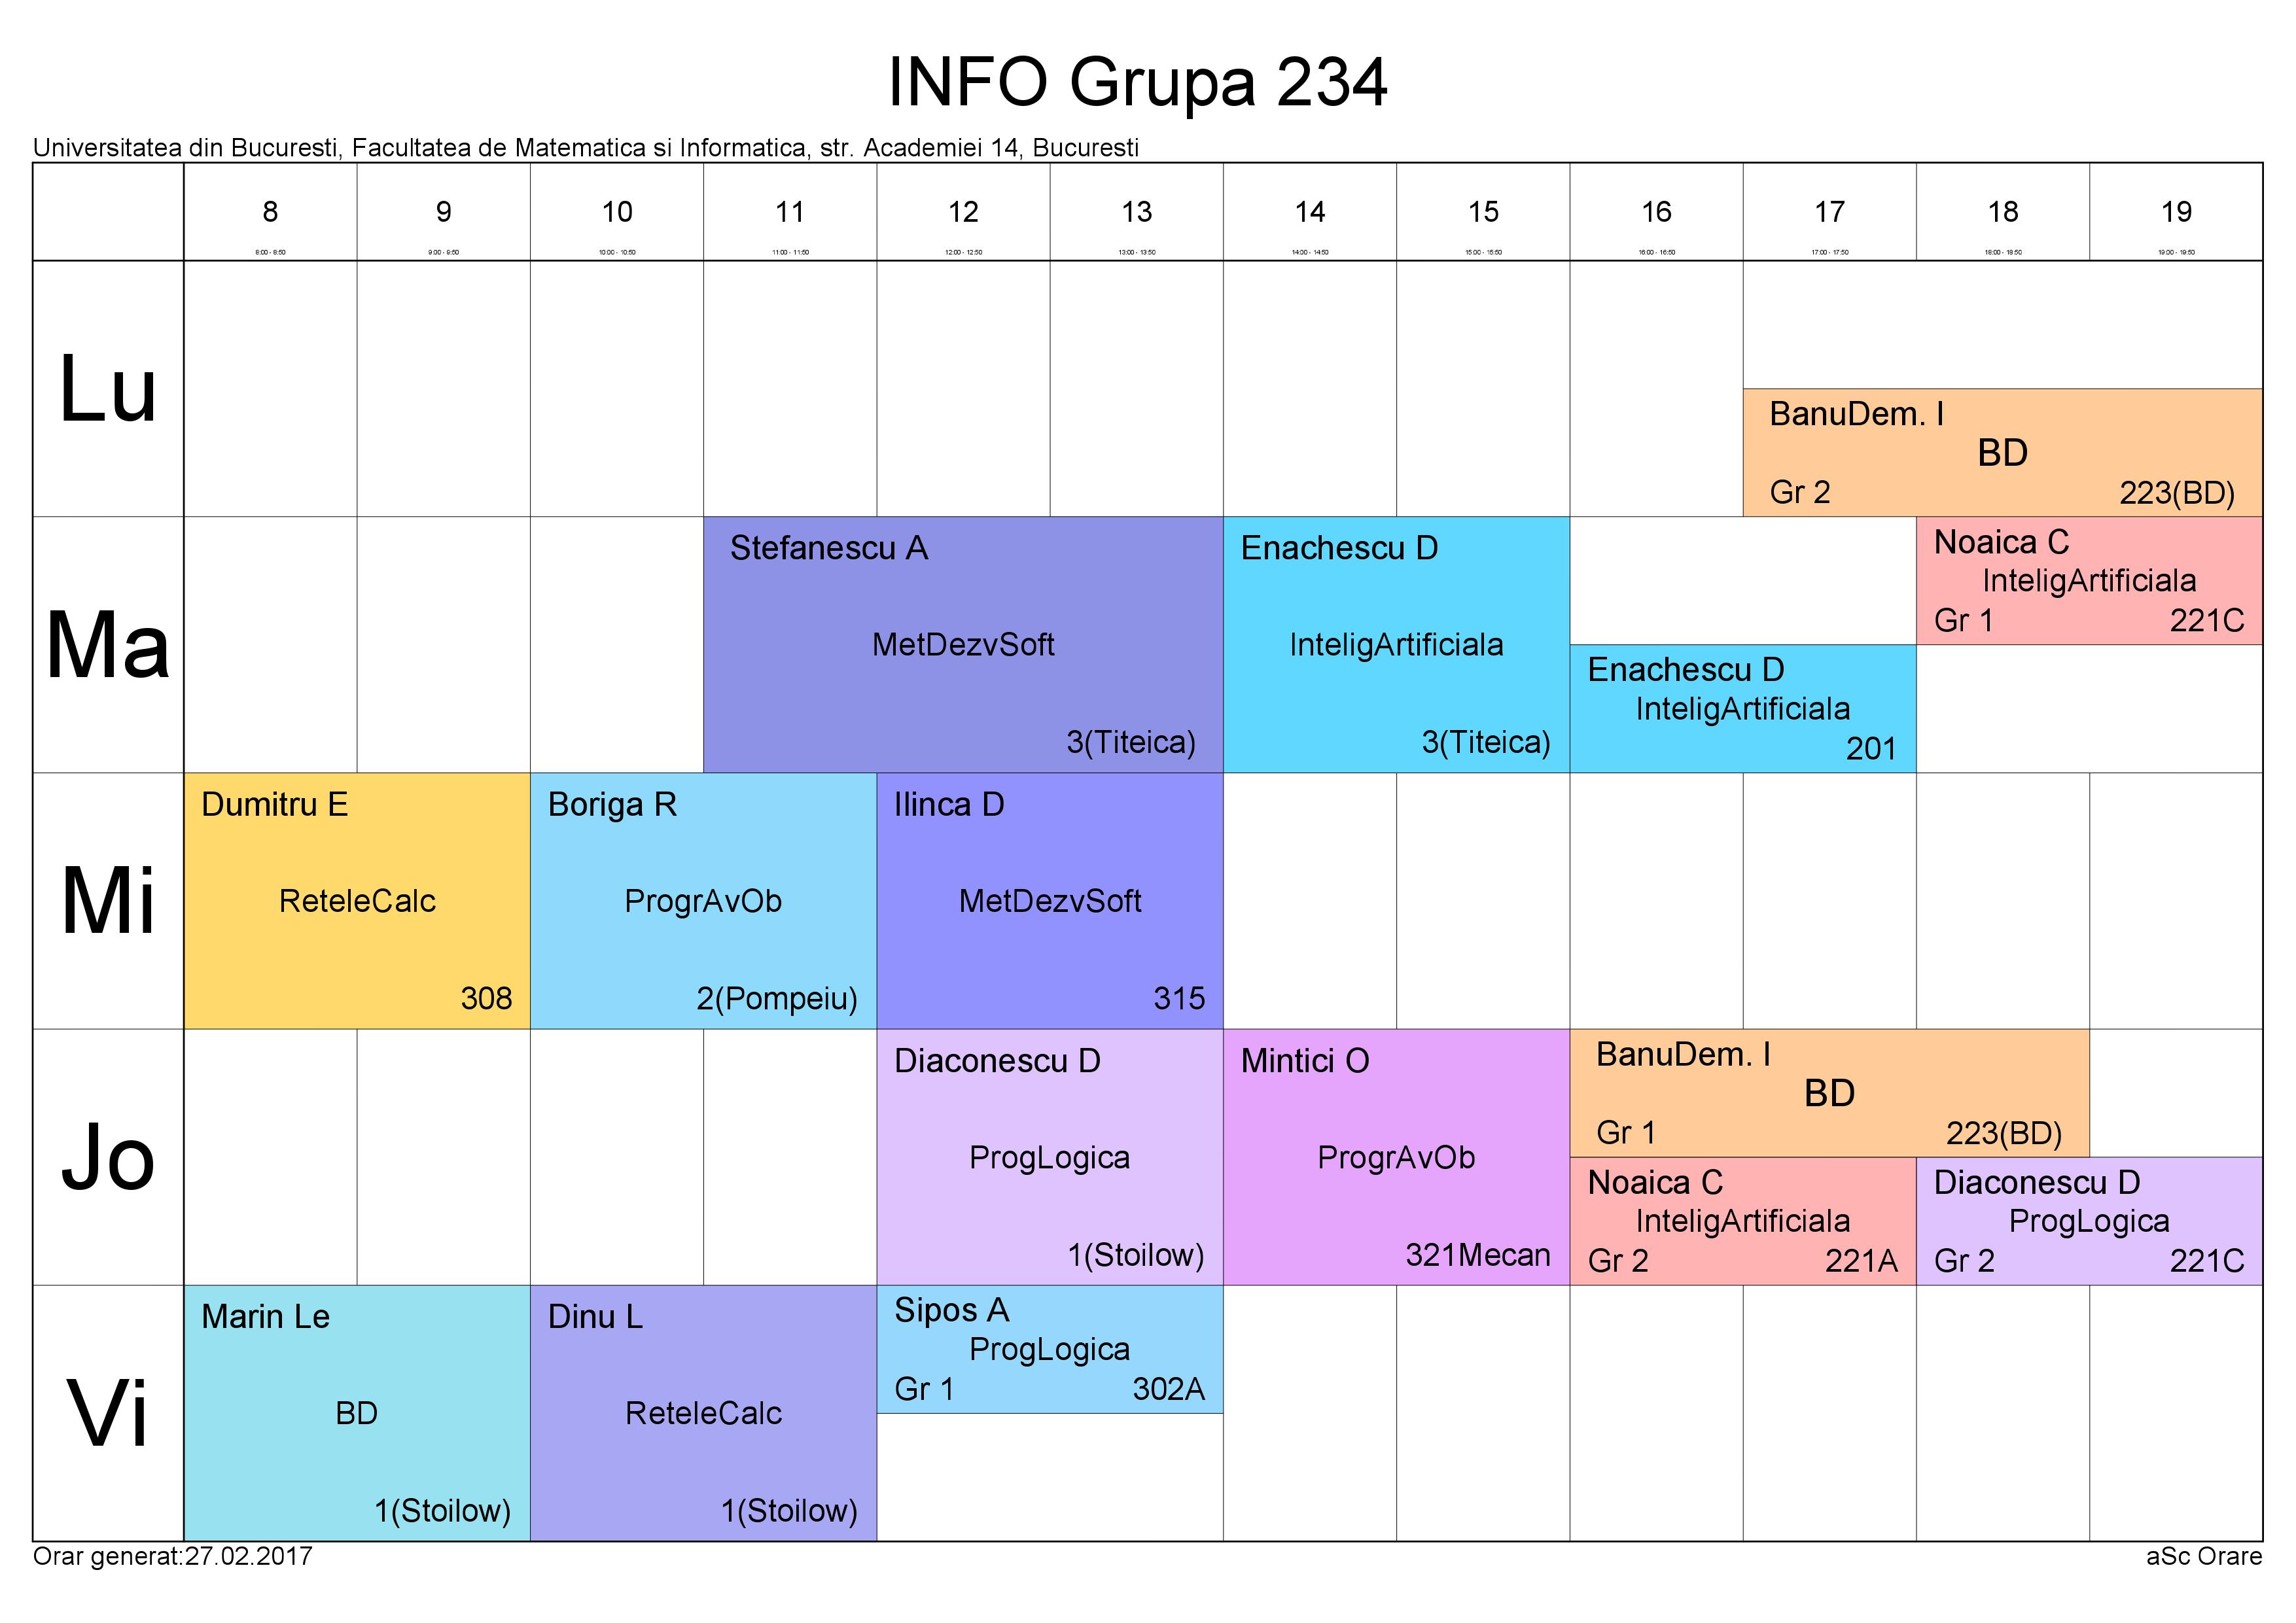 INFO Grupa 234
Universitatea din Bucuresti, Facultatea de Matematica si Informatica, str. Academiei 14, Bucuresti
8 9 10 11 12 13 14 15 16 17 18 19
8:00 - 8:50 9:00 - 9:50 10:00 - 10:50 11:00 - 11:50 12:00 - 12:50 13:00 - 13:50 14:00 - 14:50 15:00 - 15:50 16:00 - 16:50 17:00 - 17:50 18:00 - 18:50 19:00 - 19:50
Lu
BanuDem. I
BD
Gr 2 223(BD)
Ma
Stefanescu A
MetDezvSoft
3(Titeica)
Enachescu D
InteligArtificiala
3(Titeica)
Enachescu D
InteligArtificiala
201
Noaica C
InteligArtificiala
Gr 1 221C
Mi
Dumitru E
ReteleCalc
308
Boriga R
ProgrAvOb
2(Pompeiu)
Ilinca D
MetDezvSoft
315
Jo
Diaconescu D
ProgLogica
1(Stoilow)
Mintici O
ProgrAvOb
321Mecan
BanuDem. I
BD
Gr 1 223(BD)
Noaica C
InteligArtificiala
Gr 2 221A
Diaconescu D
ProgLogica
Gr 2 221C
Vi
Marin Le
BD
1(Stoilow)
Dinu L
ReteleCalc
1(Stoilow)
Sipos A
ProgLogica
Gr 1 302A
Orar generat:27.02.2017
aSc Orare